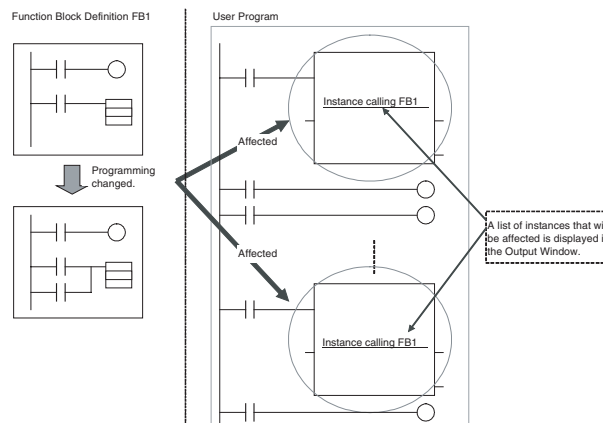 Function Block Definition FB1
User Program
Instance calling FB1
Affected
Programming
changed.
A list of instances that
be affected is displayed
the Output Window.
Affected
Instance calling FB1